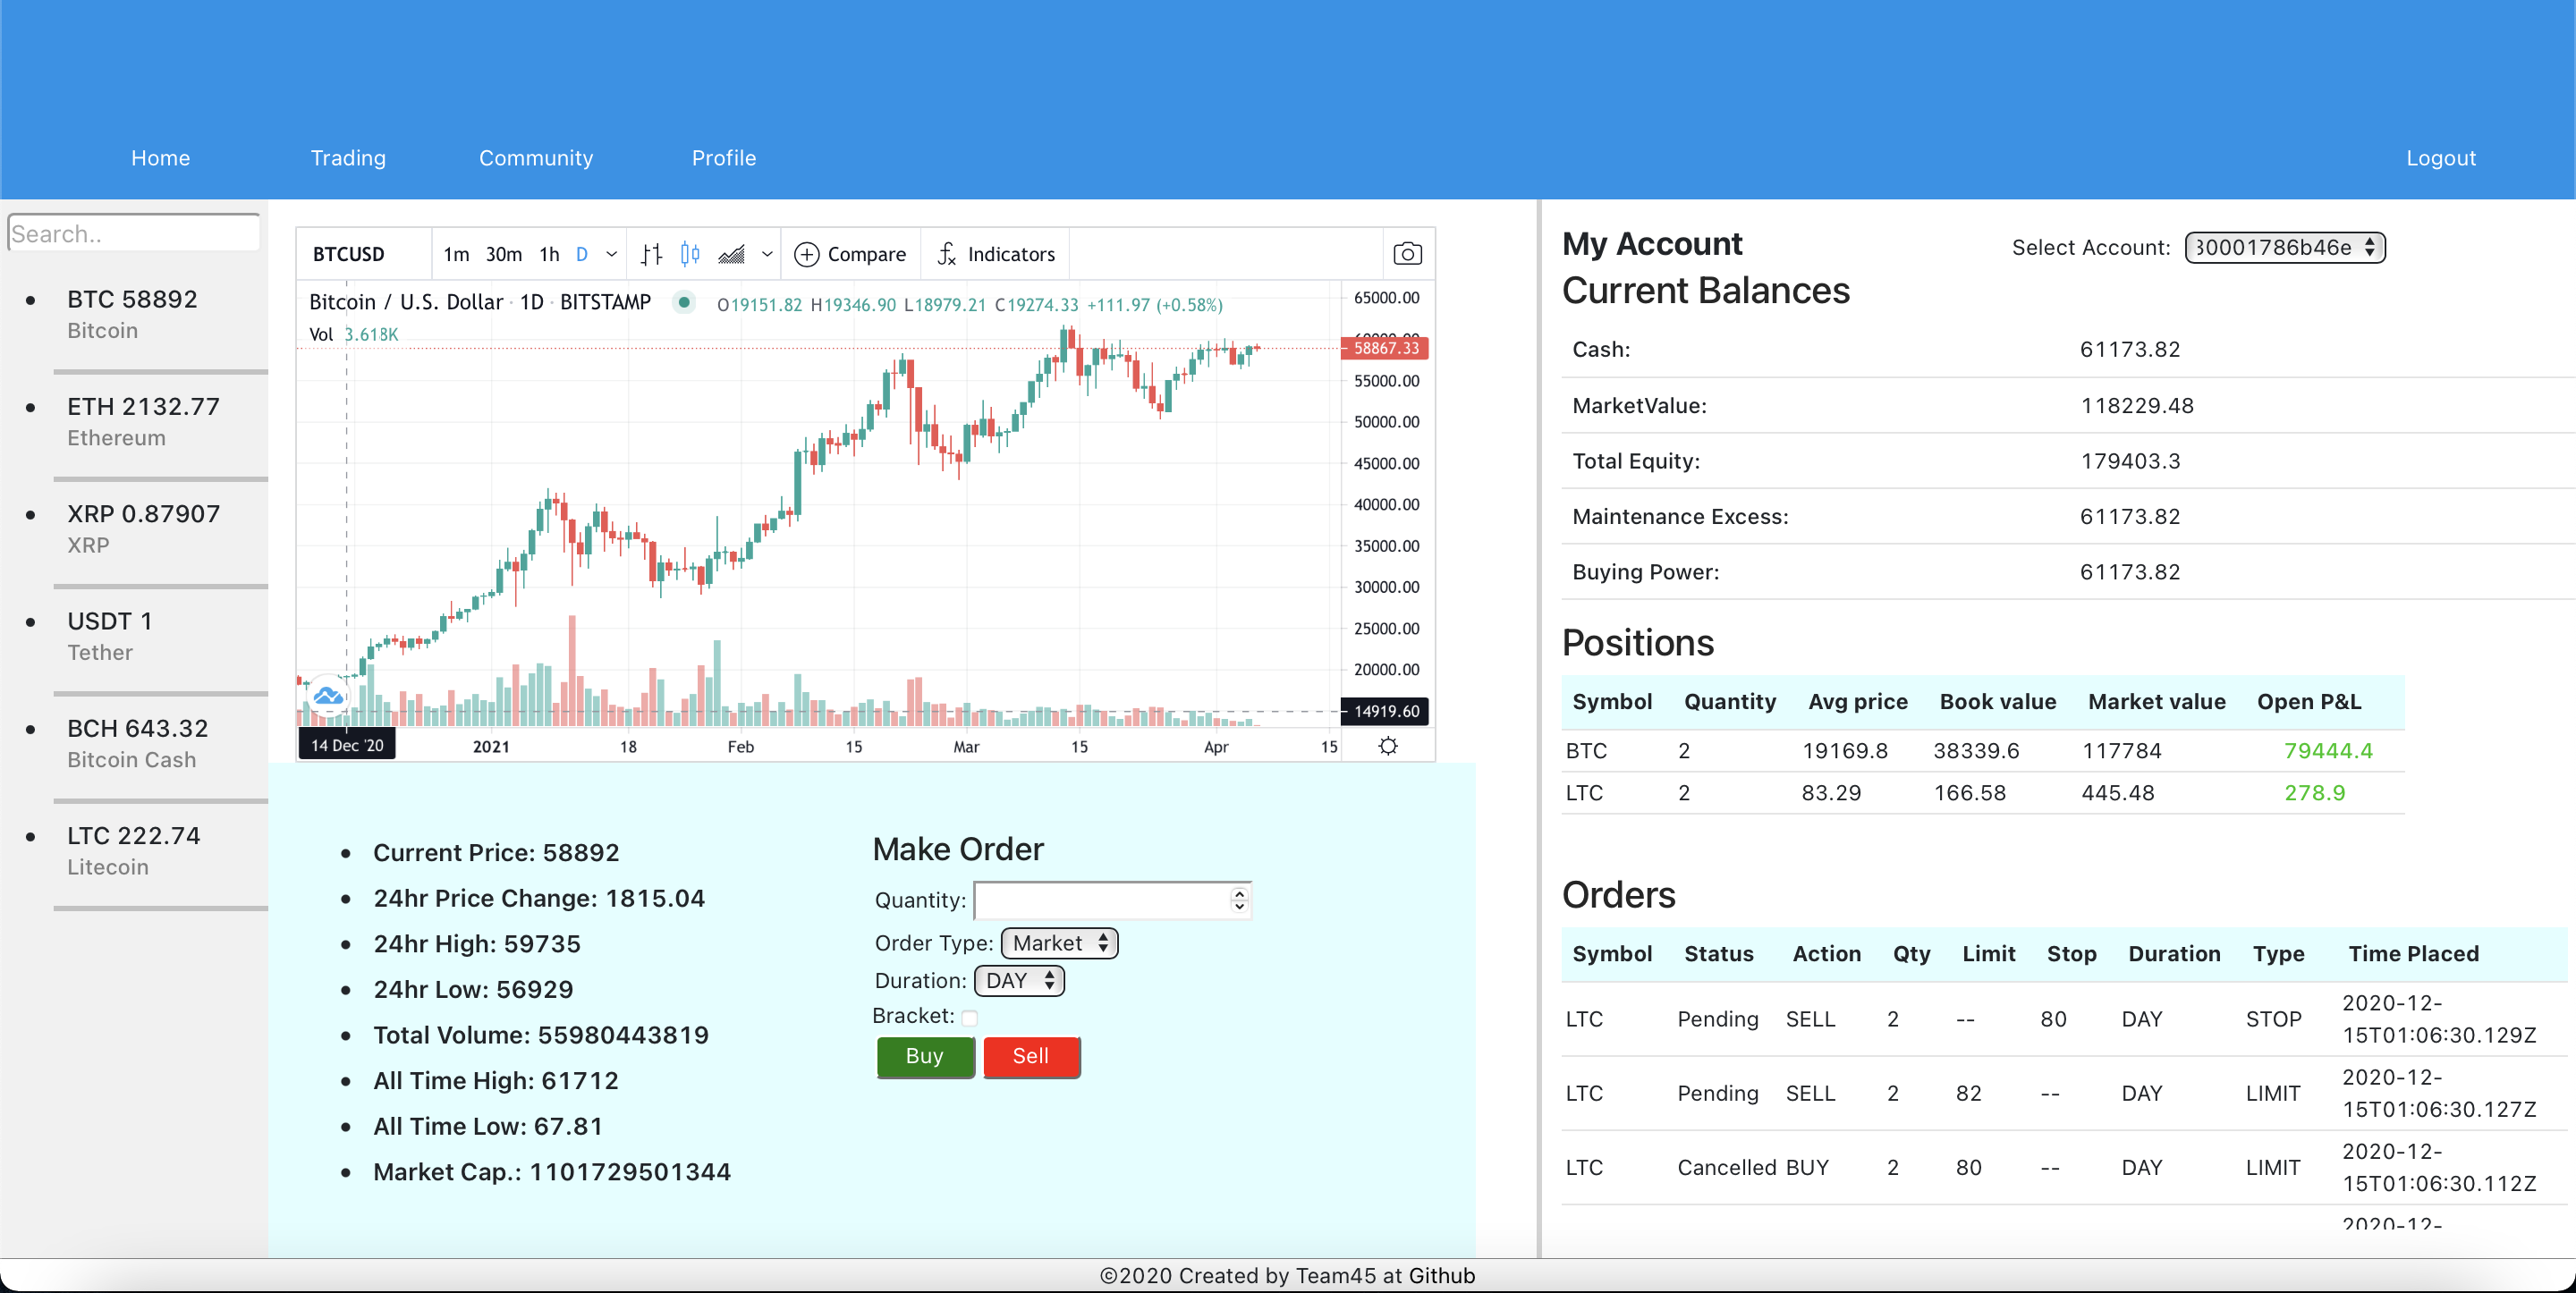 Home Trading Community Profile Logout
Search..
BTC 58892
Bitcoin
ETH 2132.77
Ethereum
XRP 0.87907
XRP
USDT 1
Tether
BCH 643.32
Bitcoin Cash
LTC 222.74
Litecoin
BTCUSD 1m 30m 1h D Compare Indicators
Bitcoin / U.S. Dollar · 1D · BITSTAMP O19151.82 H19346.90 L18979.21 C19274.33 +111.97 (+0.58%)
Vol 3.618K
65000.00
58867.33
55000.00
50000.00
45000.00
40000.00
35000.00
30000.00
25000.00
20000.00
14919.60
14 Dec '20 2021 18 Feb 15 Mar 15 Apr 15
Current Price: 58892
24hr Price Change: 1815.04
24hr High: 59735
24hr Low: 56929
Total Volume: 55980443819
All Time High: 61712
All Time Low: 67.81
Market Cap.: 1101729501344
Make Order
Quantity:
Order Type: Market
Duration: DAY
Bracket:
Buy Sell
My Account Select Account: 30001786b46e
Current Balances
Cash: 61173.82
MarketValue: 118229.48
Total Equity: 179403.3
Maintenance Excess: 61173.82
Buying Power: 61173.82
Positions
Symbol Quantity Avg price Book value Market value Open P&L
BTC 2 19169.8 38339.6 117784 79444.4
LTC 2 83.29 166.58 445.48 278.9
Orders
Symbol Status Action Qty Limit Stop Duration Type Time Placed
LTC Pending SELL 2 -- 80 DAY STOP 2020-12-
15T01:06:30.129Z
LTC Pending SELL 2 82 -- DAY LIMIT 2020-12-
15T01:06:30.127Z
LTC Cancelled BUY 2 80 -- DAY LIMIT 2020-12-
15T01:06:30.112Z
2020-12-
©2020 Created by Team45 at Github